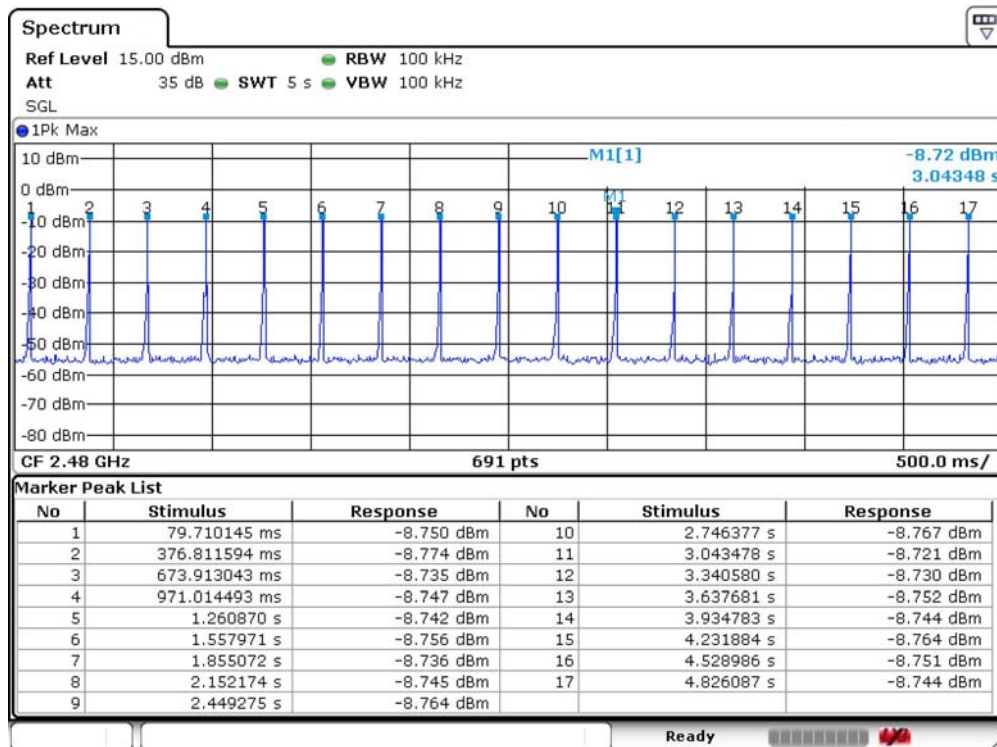 Spectrum
Ref Level 15.00 dBm RBW 100 kHz
Att 35 dB SWT 5 s VBW 100 kHz
SGL
1Pk Max
10 dBm M1[1] -8.72 dBm
3.04348 s
0 dBm
M1
1 2 3 4 5 6 7 8 9 10 11 12 13 14 15 16 17
-10 dBm
-20 dBm
-30 dBm
-40 dBm
-50 dBm
-60 dBm
-70 dBm
-80 dBm
CF 2.48 GHz 691 pts 500.0 ms/
Marker Peak List
No Stimulus Response No Stimulus Response
1 79.710145 ms -8.750 dBm 10 2.746377 s -8.767 dBm
2 376.811594 ms -8.774 dBm 11 3.043478 s -8.721 dBm
3 673.913043 ms -8.735 dBm 12 3.340580 s -8.730 dBm
4 971.014493 ms -8.747 dBm 13 3.637681 s -8.752 dBm
5 1.260870 s -8.742 dBm 14 3.934783 s -8.744 dBm
6 1.557971 s -8.756 dBm 15 4.231884 s -8.764 dBm
7 1.855072 s -8.736 dBm 16 4.528986 s -8.751 dBm
8 2.152174 s -8.745 dBm 17 4.826087 s -8.744 dBm
9 2.449275 s -8.764 dBm
Ready